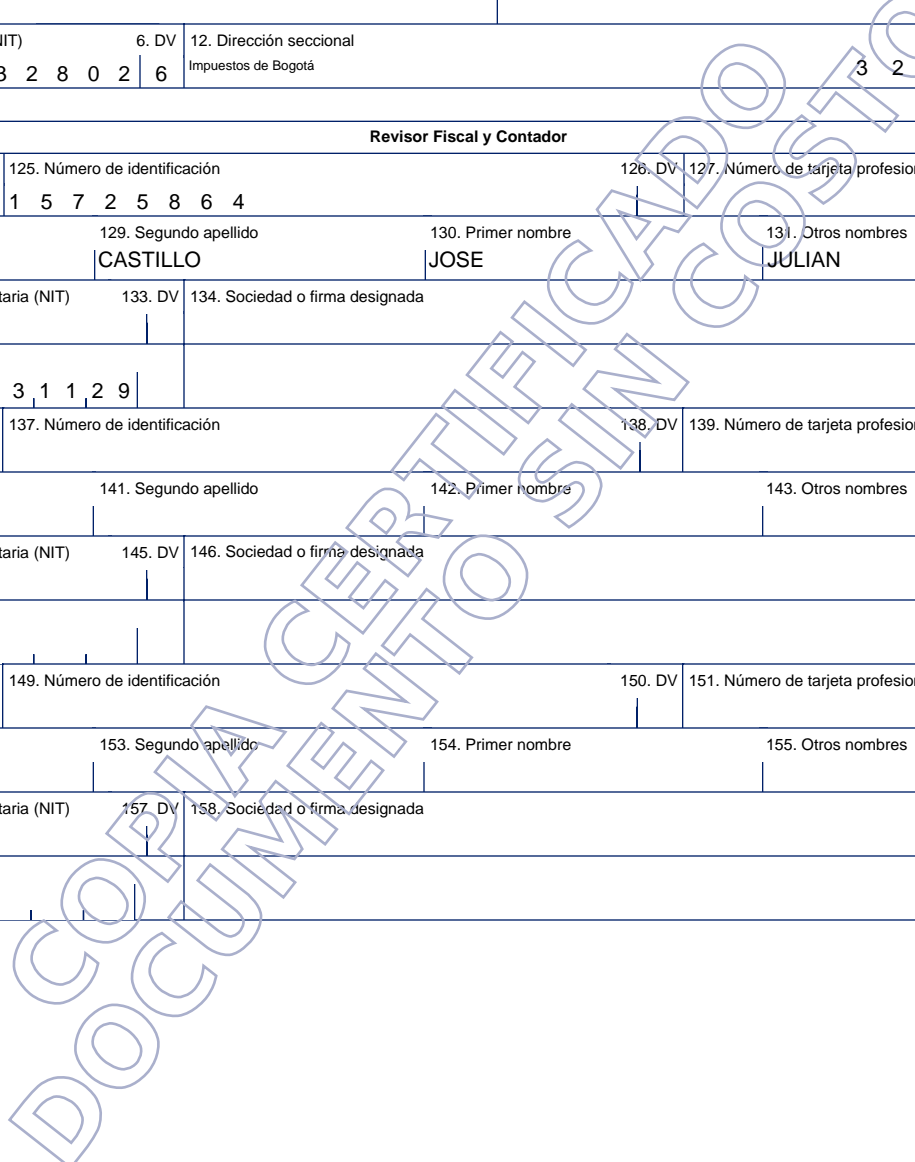 NIT) 6. DV 12. Dirección seccional
3 2 8 0 2 6 Impuestos de Bogotá 3 2
Revisor Fiscal y Contador
125. Número de identificación 126. DV 127. Número de tarjeta profesion
1 5 7 2 5 8 6 4
129. Segundo apellido 130. Primer nombre 131. Otros nombres
CASTILLO JOSE JULIAN
taria (NIT) 133. DV 134. Sociedad o firma designada
3 1 1 2 9
137. Número de identificación 138. DV 139. Número de tarjeta profesion
141. Segundo apellido 142. Primer nombre 143. Otros nombres
taria (NIT) 145. DV 146. Sociedad o firma designada
149. Número de identificación 150. DV 151. Número de tarjeta profesion
153. Segundo apellido 154. Primer nombre 155. Otros nombres
taria (NIT) 157. DV 158. Sociedad o firma designada
COPIA CERTIFICADO
DOCUMENTO SIN COSTO